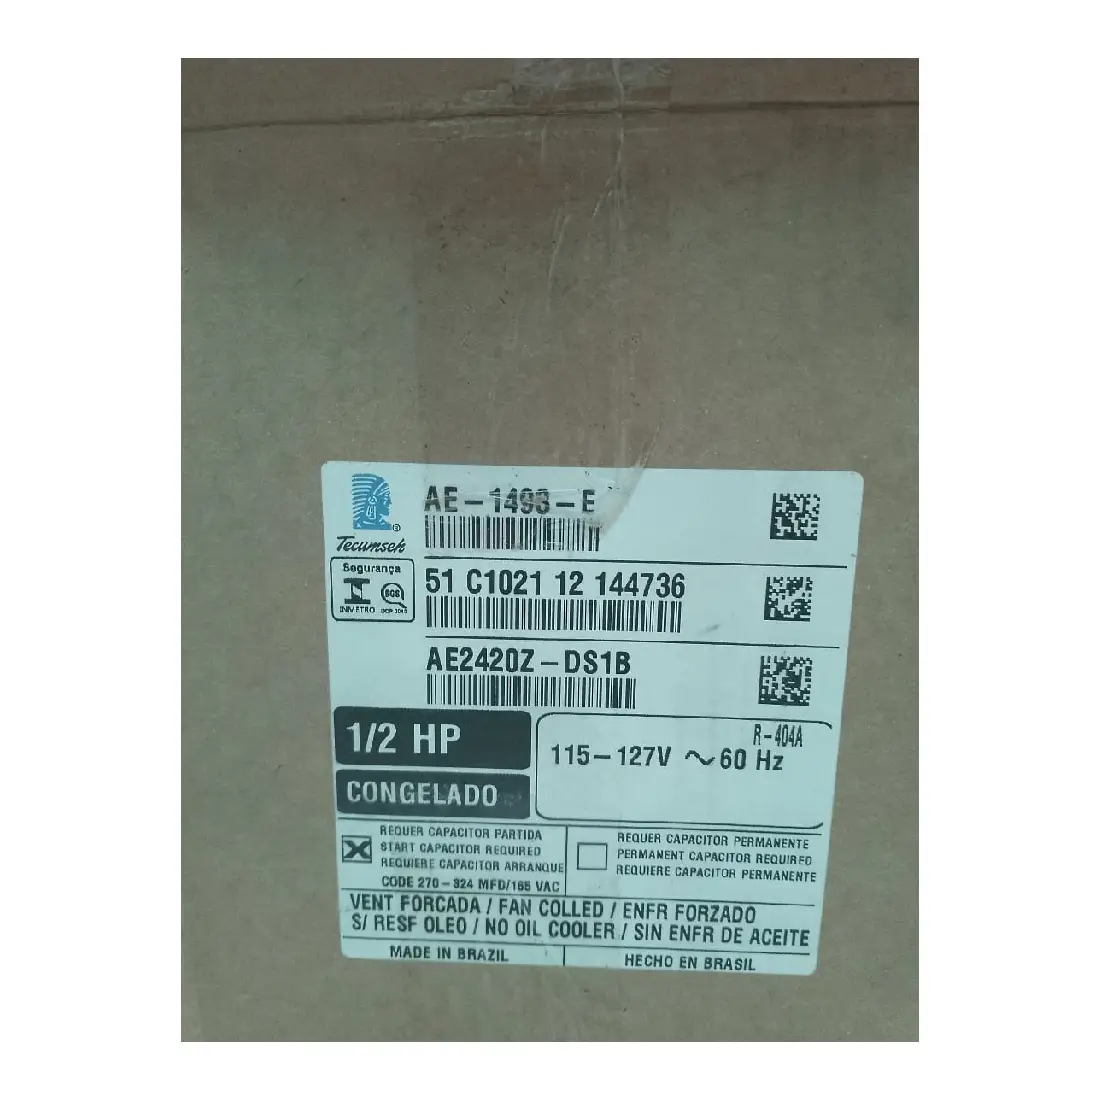 AE-1493-E
Tecumseh
Segurança
SGS
INMETRO
51 C1021 12 144736
AE2420Z-DS1B
1/2 HP
CONGELADO
R-404A
115-127V ~ 60 Hz
REQUER CAPACITOR PARTIDA
START CAPACITOR REQUIRED
REQUIERE CAPACITOR ARRANQUE
CODE 270-324 MFD/165 VAC
REQUER CAPACITOR PERMANENTE
PERMANENT CAPACITOR REQUIRED
REQUIERE CAPACITOR PERMANENTE
VENT FORCADA / FAN COLLED / ENFR FORZADO
S/ RESF OLEO / NO OIL COOLER / SIN ENFR DE ACEITE
MADE IN BRAZIL
HECHO EN BRASIL